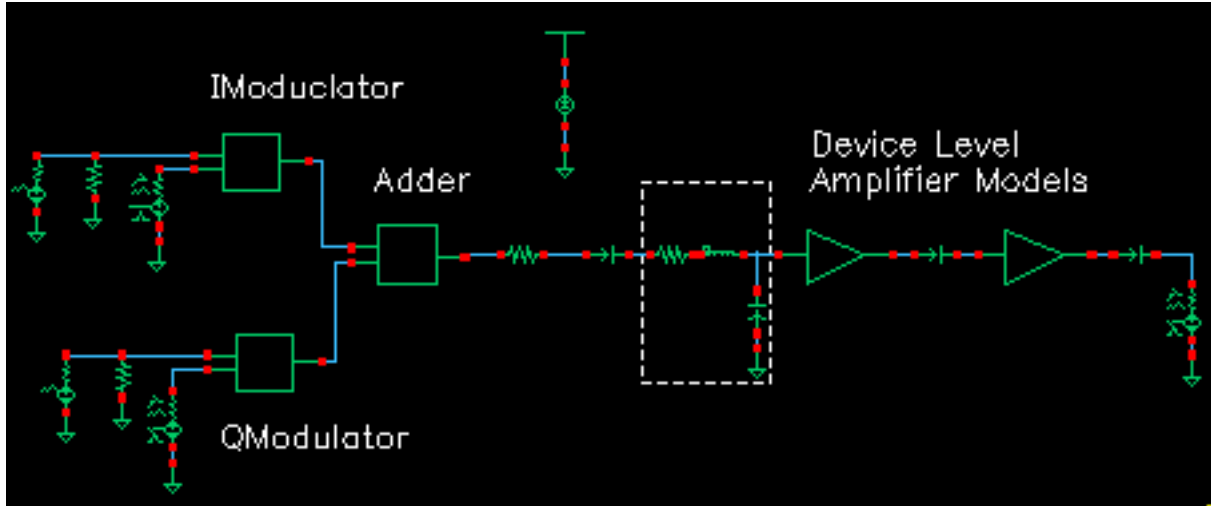 IModuclator
Adder
Device Level
Amplifier Models
QModulator